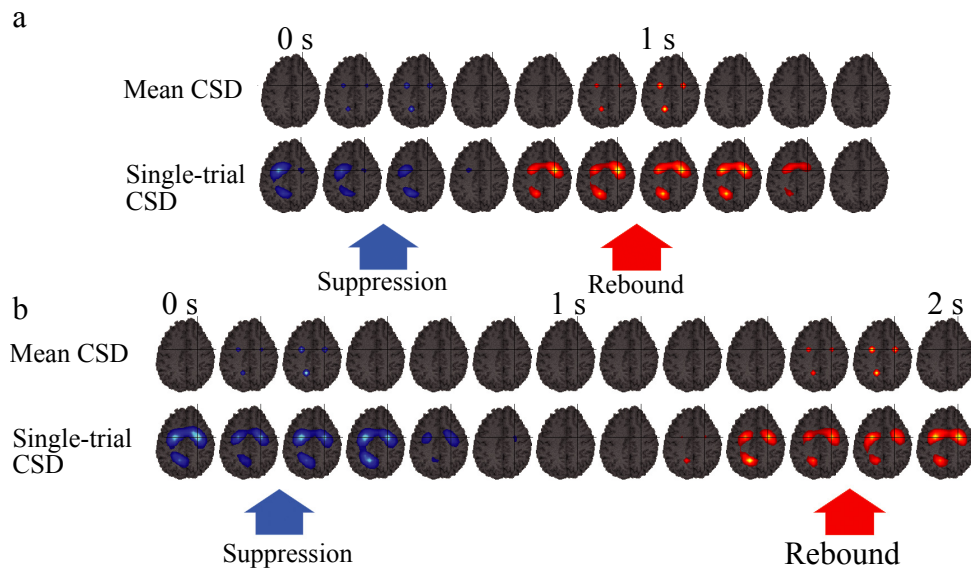 a
0 s 1 s
Mean CSD
Single-trial
CSD
Suppression Rebound
b
0 s 1 s 2 s
Mean CSD
Single-trial
CSD
Suppression Rebound